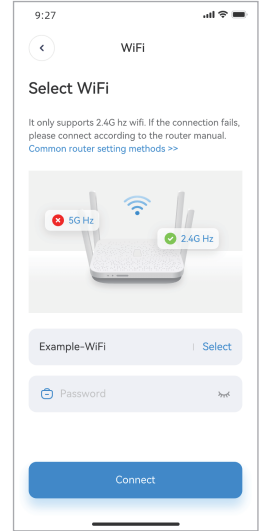 9:27
WiFi
Select WiFi
It only supports 2.4G hz wifi. If the connection fails,
please connect according to the router manual.
Common router setting methods >>
5G Hz
2.4G Hz
Example-WiFi
Select
Password
Connect